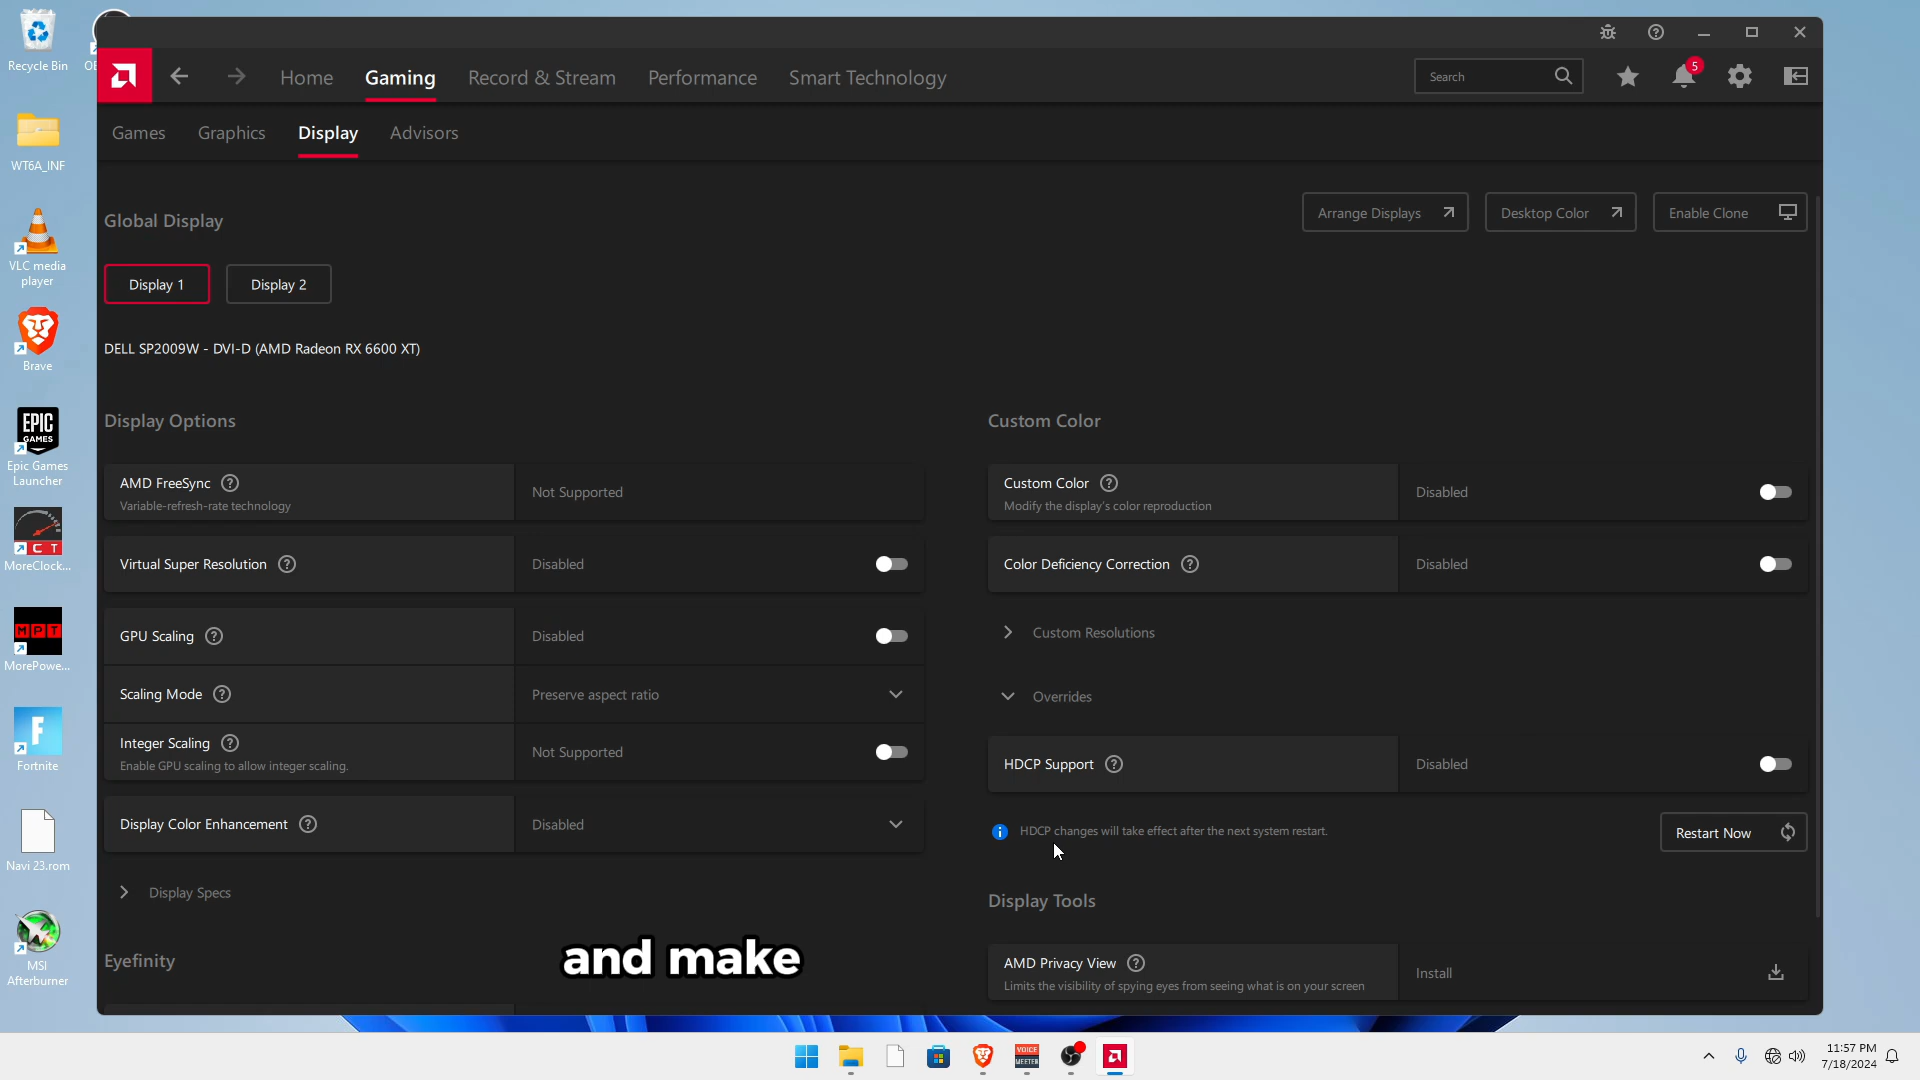 Recycle Bin
OB
WT6A_INF
VLC media
player
Brave
EPIC
GAMES
Epic Games
Launcher
CT
MoreClock...
MPT
MorePowe...
F
Fortnite
Navi 23.rom
MSI
Afterburner
Home
Gaming
Record & Stream
Performance
Smart Technology
Search
5
Games
Graphics
Display
Advisors
Global Display
Arrange Displays
Desktop Color
Enable Clone
Display 1
Display 2
DELL SP2009W - DVI-D (AMD Radeon RX 6600 XT)
Display Options
AMD FreeSync
Variable-refresh-rate technology
Not Supported
Virtual Super Resolution
Disabled
GPU Scaling
Disabled
Scaling Mode
Preserve aspect ratio
Integer Scaling
Enable GPU scaling to allow integer scaling.
Not Supported
Display Color Enhancement
Disabled
Display Specs
Eyefinity
Custom Color
Custom Color
Modify the display's color reproduction
Disabled
Color Deficiency Correction
Disabled
Custom Resolutions
Overrides
HDCP Support
Disabled
HDCP changes will take effect after the next system restart.
Restart Now
Display Tools
AMD Privacy View
Limits the visibility of spying eyes from seeing what is on your screen
Install
and make
VOICE
MEETER
11:57 PM
7/18/2024